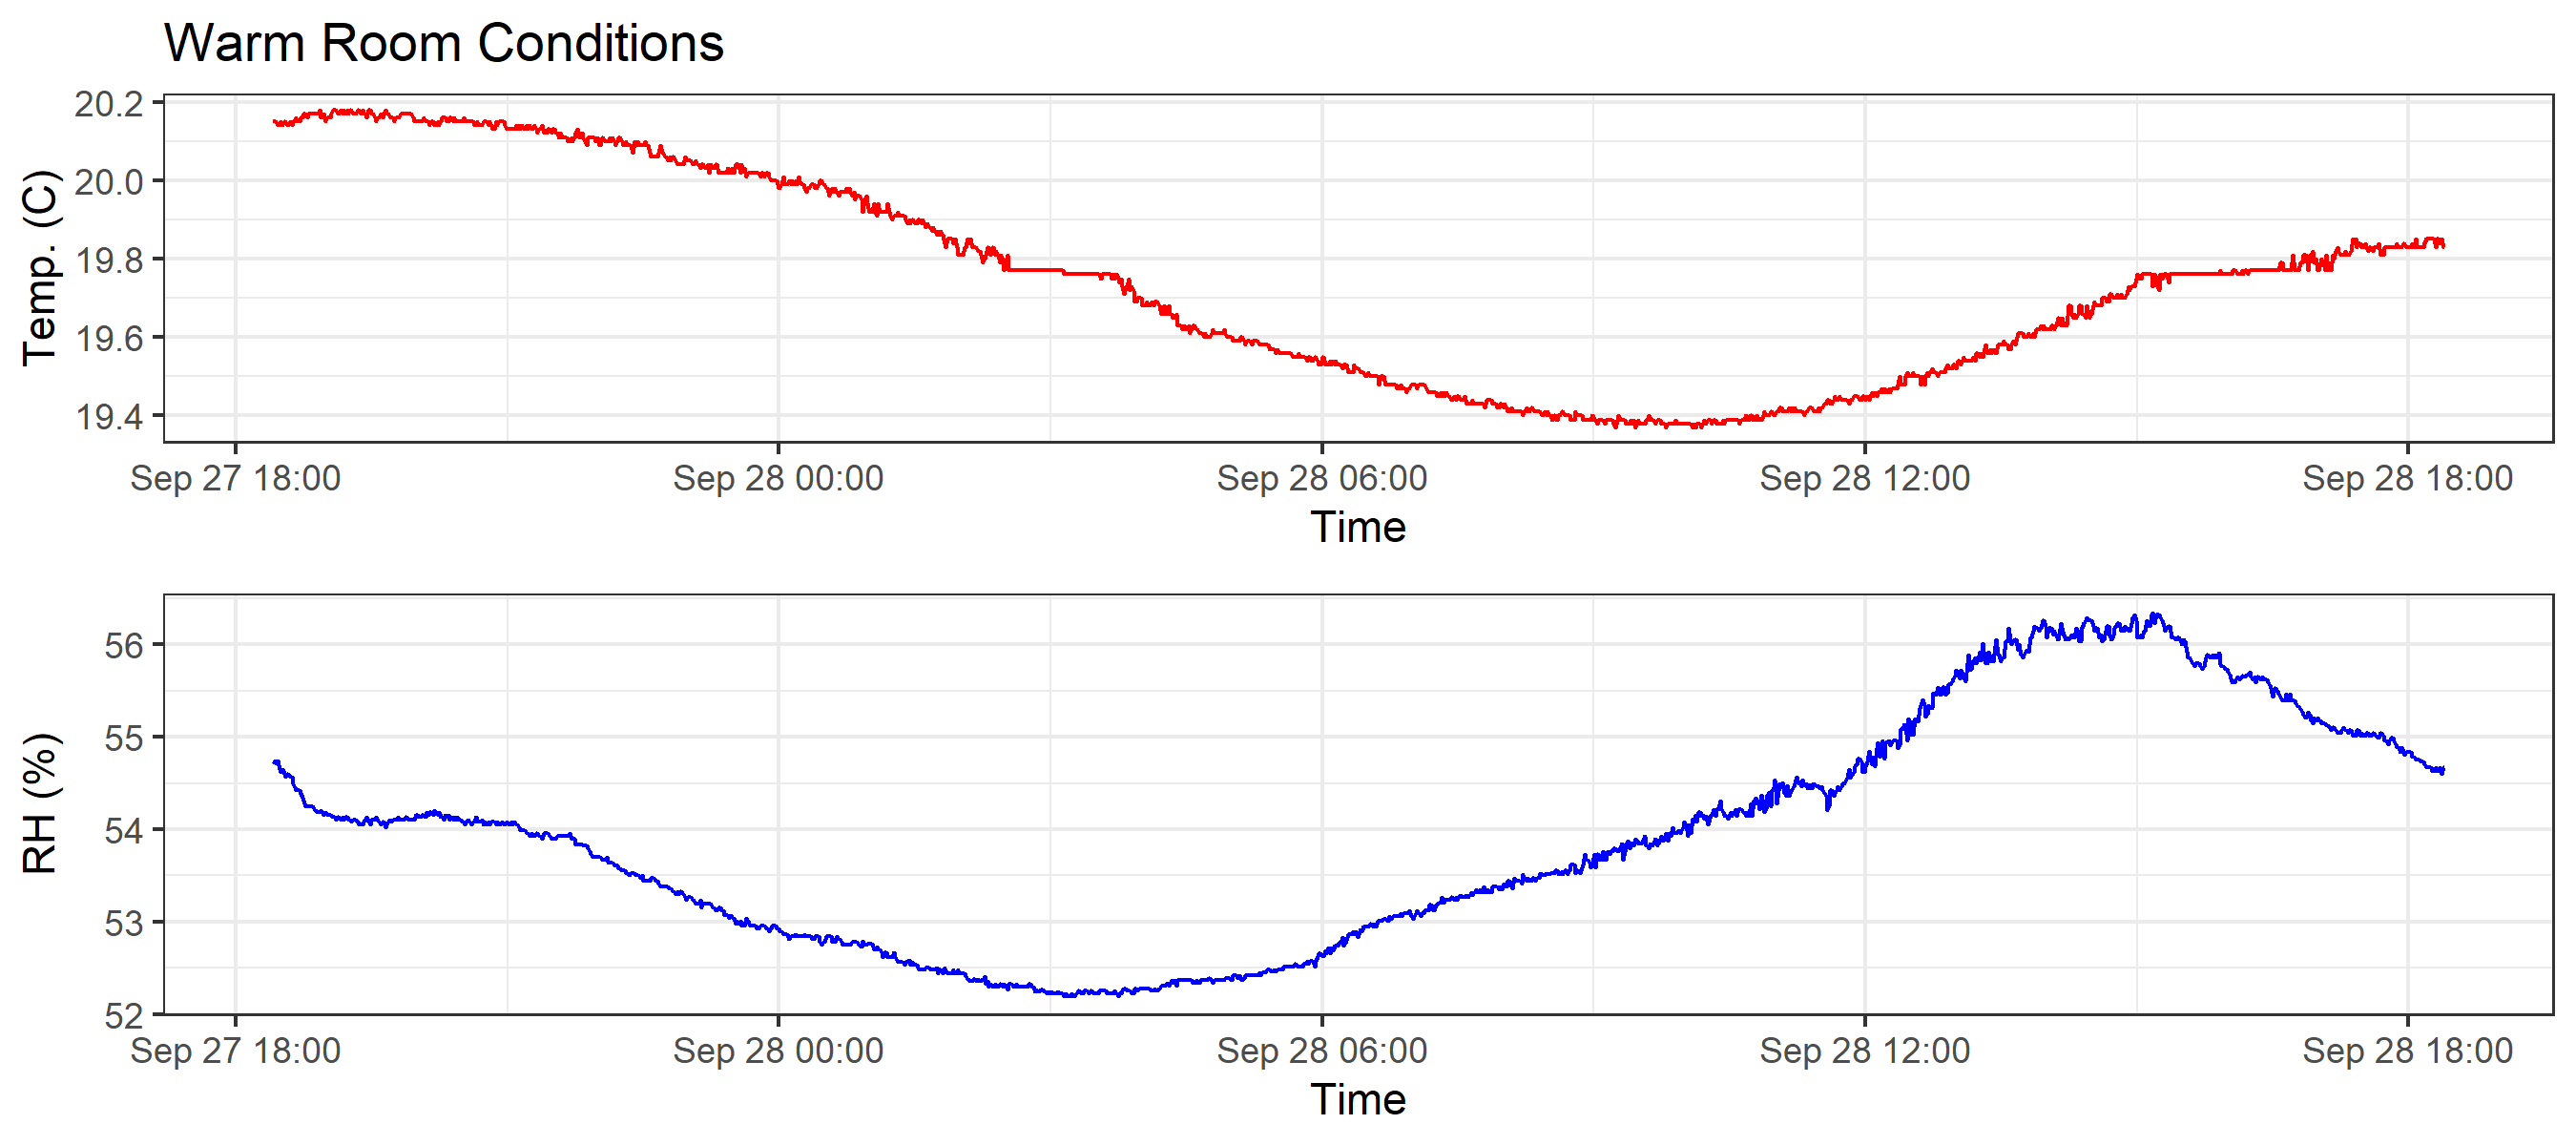 Warm Room Conditions
Temp. (C)
20.2
20.0
19.8
19.6
19.4
Sep 27 18:00 Sep 28 00:00 Sep 28 06:00 Sep 28 12:00 Sep 28 18:00
Time
RH (%)
56
55
54
53
52
Sep 27 18:00 Sep 28 00:00 Sep 28 06:00 Sep 28 12:00 Sep 28 18:00
Time